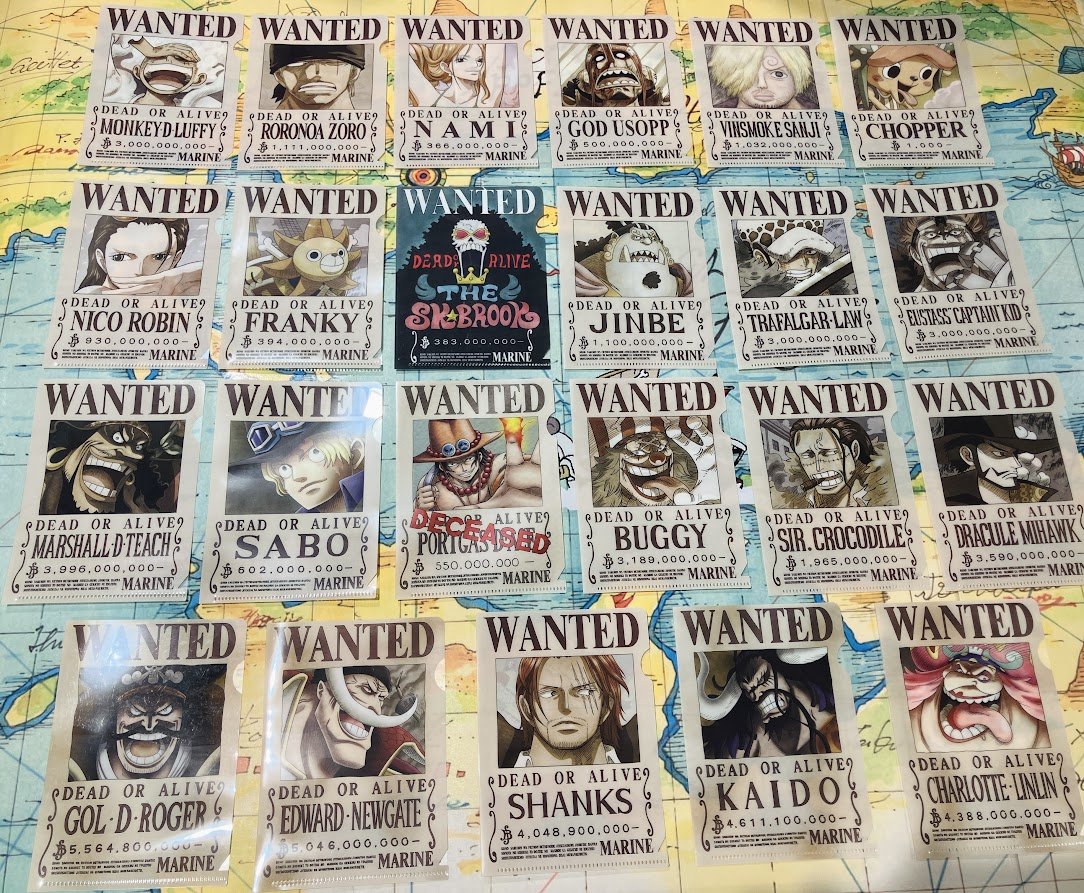 WANTED
DEAD OR ALIVE
MONKEY·D·LUFFY
3,000,000,000-
MARINE
WANTED
DEAD OR ALIVE
RORONOA ZORO
1,111,000,000-
MARINE
WANTED
DEAD OR ALIVE
NAMI
366,000,000-
MARINE
WANTED
DEAD OR ALIVE
GOD USOPP
500,000,000-
MARINE
WANTED
DEAD OR ALIVE
VINSMOKE SANJI
1,032,000,000-
MARINE
WANTED
DEAD OR ALIVE
CHOPPER
1,000-
MARINE
WANTED
DEAD OR ALIVE
NICO ROBIN
930,000,000-
MARINE
WANTED
DEAD OR ALIVE
FRANKY
394,000,000-
MARINE
WANTED
DEAD OR ALIVE
THE
SK★BROOK
383,000,000-
MARINE
WANTED
DEAD OR ALIVE
JINBE
1,100,000,000-
MARINE
WANTED
DEAD OR ALIVE
TRAFALGAR·LAW
3,000,000,000-
MARINE
WANTED
DEAD OR ALIVE
EUSTASS"CAPTAIN"KID
3,000,000,000-
MARINE
WANTED
DEAD OR ALIVE
MARSHALL·D·TEACH
3,996,000,000-
MARINE
WANTED
DEAD OR ALIVE
SABO
602,000,000-
MARINE
WANTED
DEAD OR ALIVE
DECEASED
PORTGAS·D·
550,000,000-
MARINE
WANTED
DEAD OR ALIVE
BUGGY
3,189,000,000-
MARINE
WANTED
DEAD OR ALIVE
SIR. CROCODILE
1,965,000,000-
MARINE
WANTED
DEAD OR ALIVE
DRACULE MIHAWK
3,590,000,000-
MARINE
WANTED
DEAD OR ALIVE
GOL·D·ROGER
5,564,800,000-
MARINE
WANTED
DEAD OR ALIVE
EDWARD·NEWGATE
5,046,000,000-
MARINE
WANTED
DEAD OR ALIVE
SHANKS
4,048,900,000-
MARINE
WANTED
DEAD OR ALIVE
KAIDO
4,611,100,000-
MARINE
WANTED
DEAD OR ALIVE
CHARLOTTE·LINLIN
4,388,000,000-
MARINE